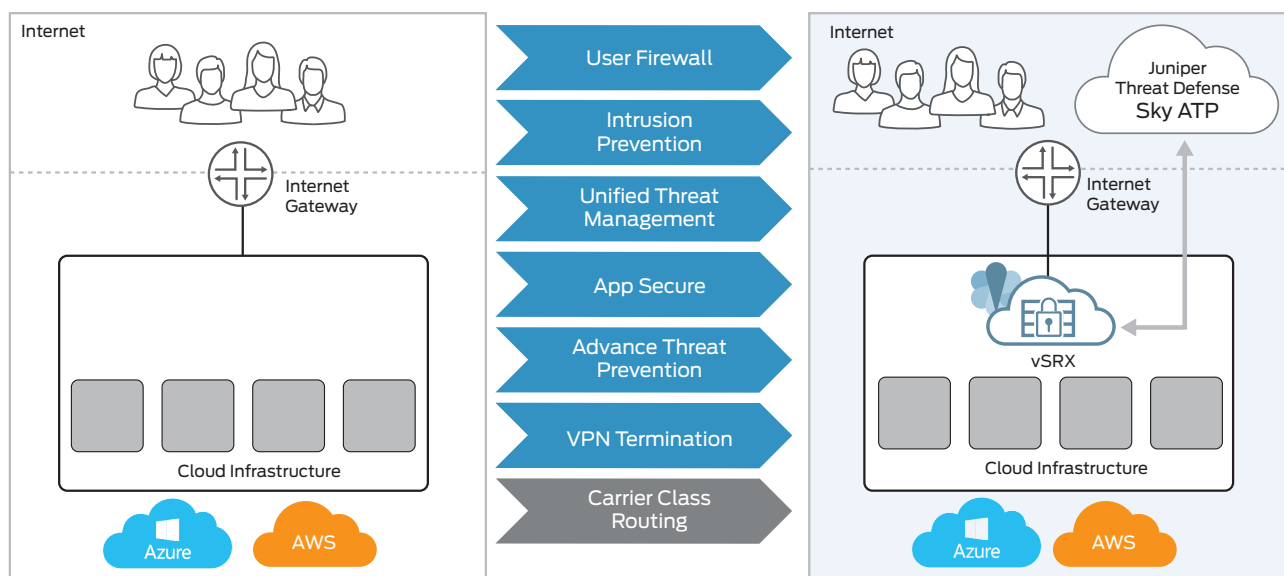 Internet
Internet
Gateway
Cloud Infrastructure
Azure
AWS
User Firewall
Intrusion
Prevention
Unified Threat
Management
App Secure
Advance Threat
Prevention
VPN Termination
Carrier Class
Routing
Internet
Juniper
Threat Defense
Sky ATP
Internet
Gateway
vSRX
Cloud Infrastructure
Azure
AWS